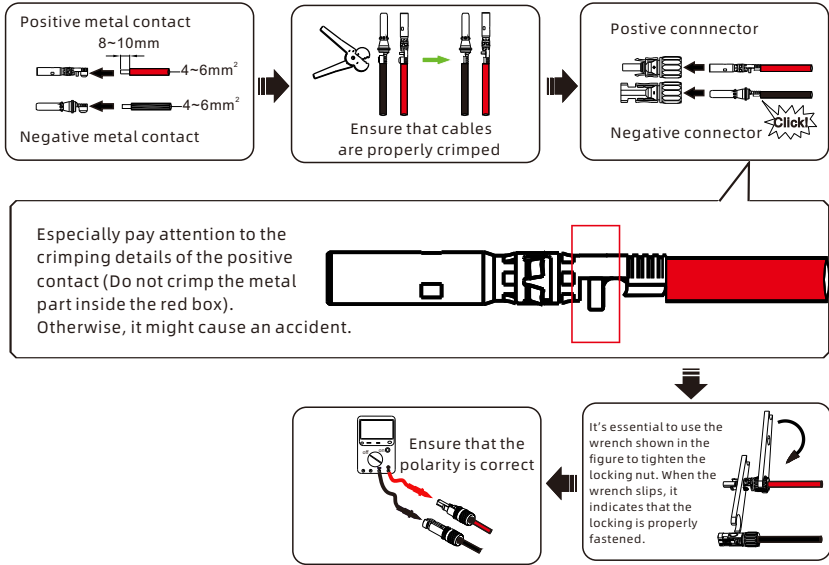 Positive metal contact
8~10mm
4~6mm²
4~6mm²
Negative metal contact
Ensure that cables
are properly crimped
Postive connnector
Click!
Negative connector
Especially pay attention to the
crimping details of the positive
contact (Do not crimp the metal
part inside the red box).
Otherwise, it might cause an accident.
It's essential to use the
wrench shown in the
figure to tighten the
locking nut. When the
wrench slips, it
indicates that the
locking is properly
fastened.
Ensure that the
polarity is correct